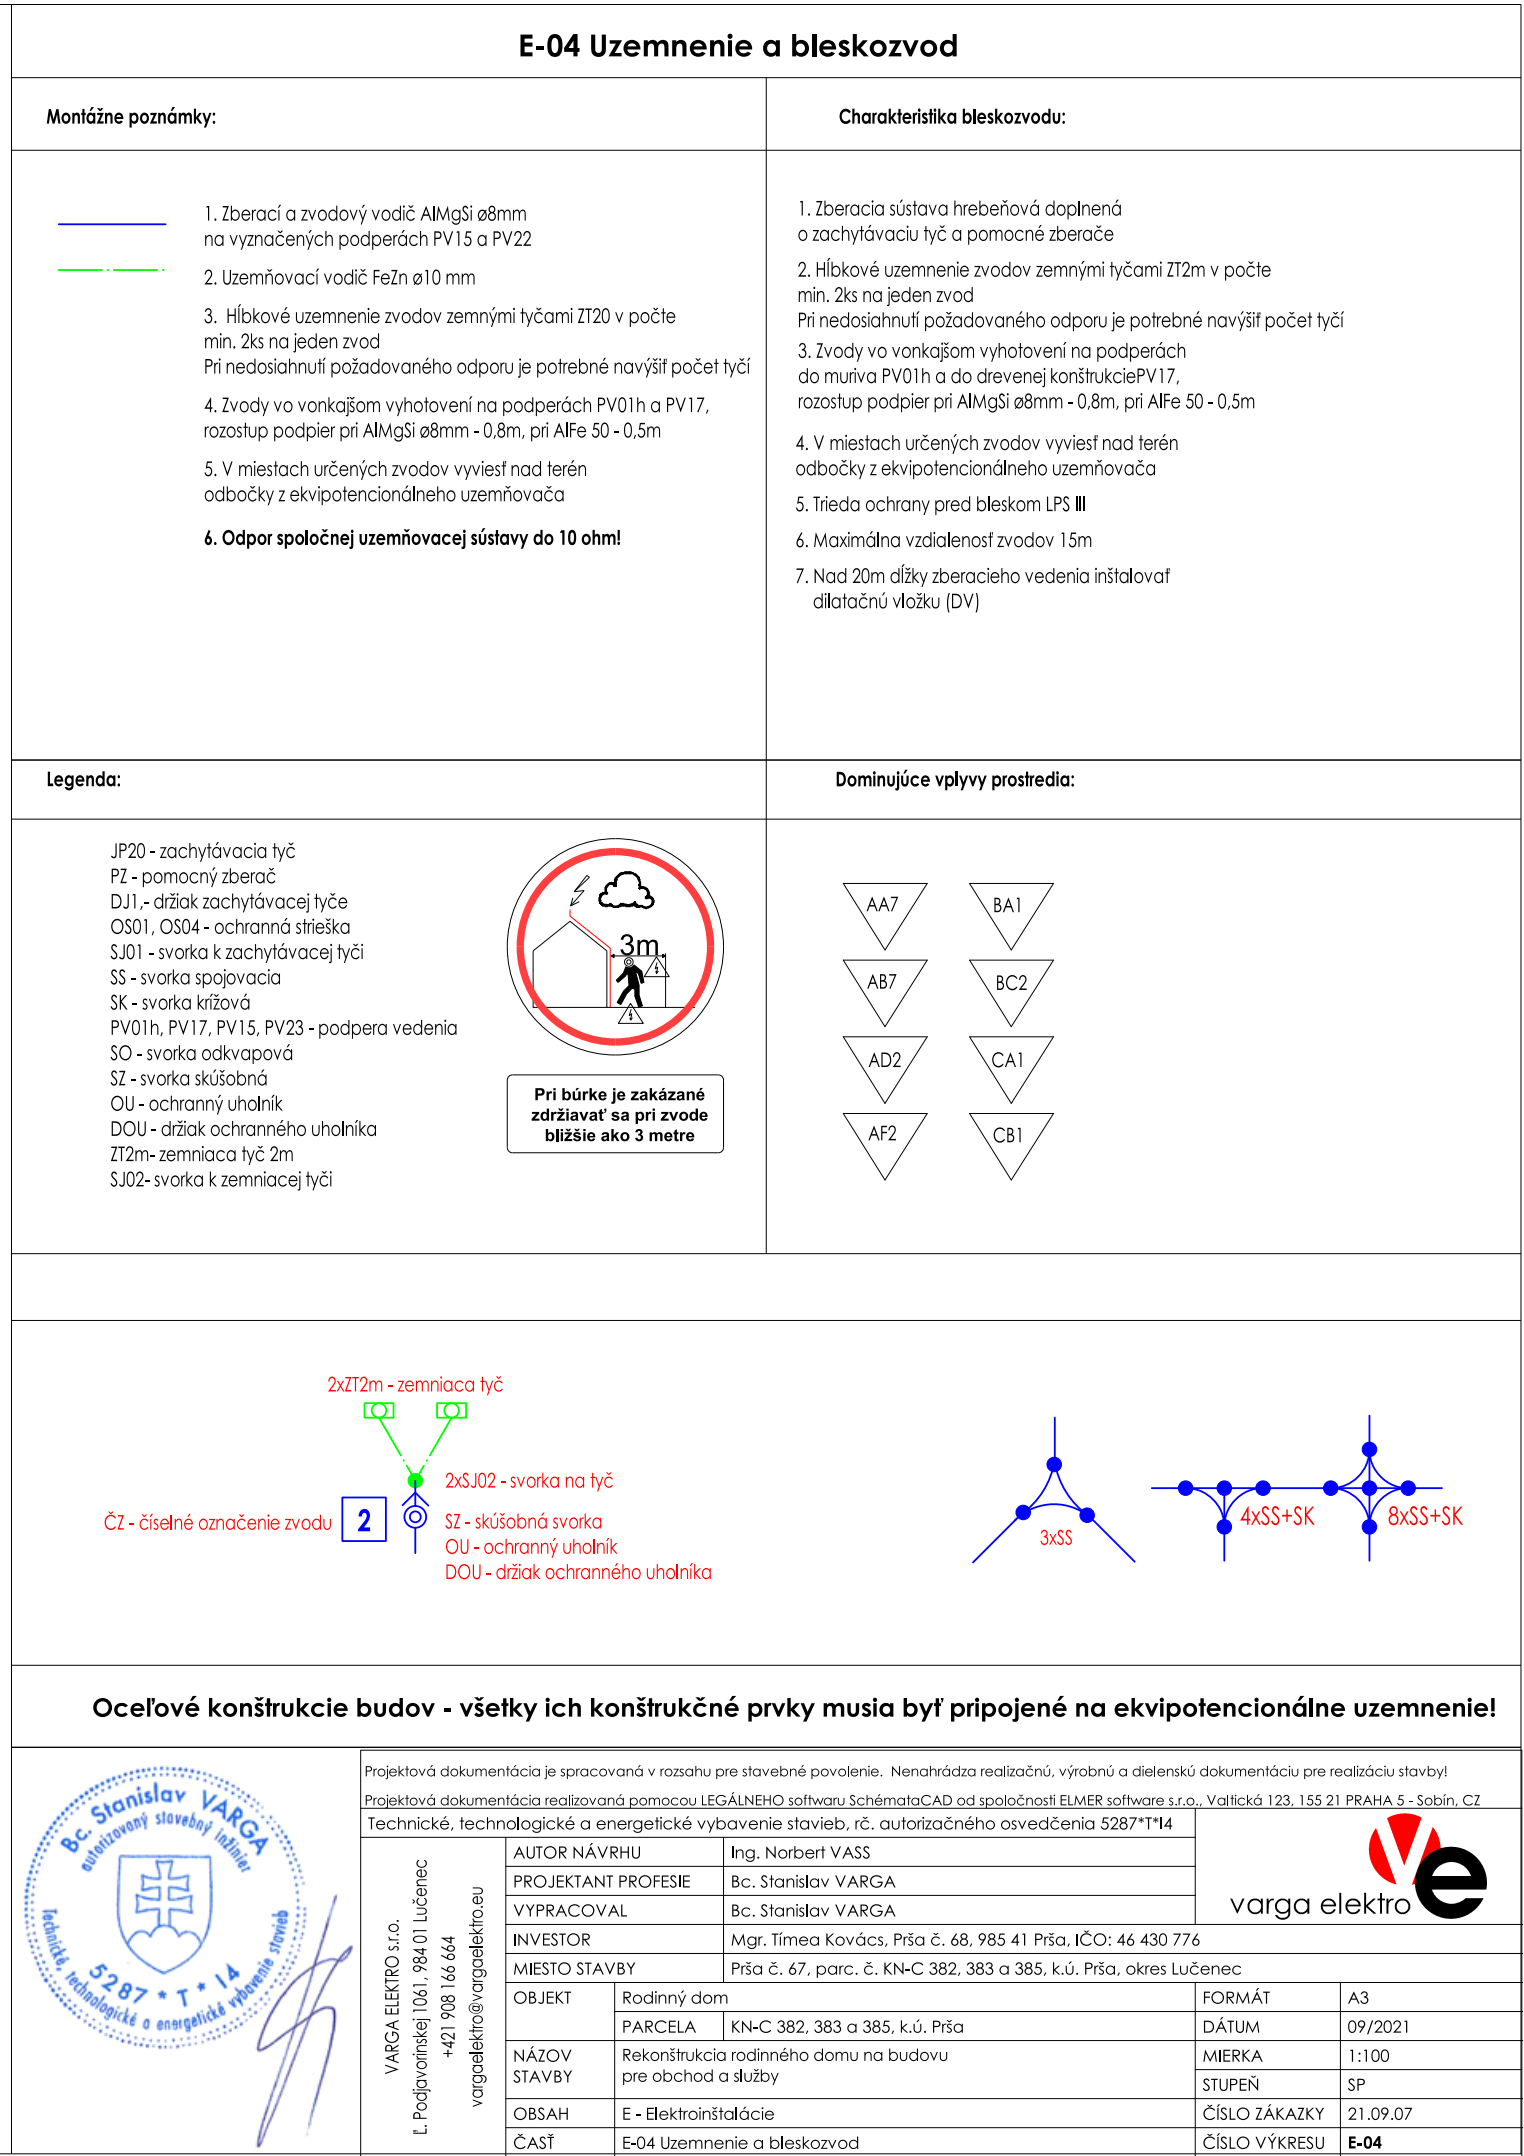 E-04 Uzemnenie a bleskozvod
Montážne poznámky:
1. Zberací a zvodový vodič AlMgSi ø8mm
na vyznačených podperách PV15 a PV22
2. Uzemňovací vodič FeZn ø10 mm
3. Hĺbkové uzemnenie zvodov zemnými tyčami ZT20 v počte
min. 2ks na jeden zvod
Pri nedosiahnutí požadovaného odporu je potrebné navýšiť počet tyčí
4. Zvody vo vonkajšom vyhotovení na podperách PV01h a PV17,
rozostup podpier pri AlMgSi ø8mm - 0,8m, pri AlFe 50 - 0,5m
5. V miestach určených zvodov vyviesť nad terén
odbočky z ekvipotencionálneho uzemňovača
6. Odpor spoločnej uzemňovacej sústavy do 10 ohm!
Charakteristika bleskozvodu:
1. Zberacia sústava hrebeňová doplnená
o zachytávaciu tyč a pomocné zberače
2. Hĺbkové uzemnenie zvodov zemnými tyčami ZT2m v počte
min. 2ks na jeden zvod
Pri nedosiahnutí požadovaného odporu je potrebné navýšiť počet tyčí
3. Zvody vo vonkajšom vyhotovení na podperách
do muriva PV01h a do drevenej konštrukciePV17,
rozostup podpier pri AlMgSi ø8mm - 0,8m, pri AlFe 50 - 0,5m
4. V miestach určených zvodov vyviesť nad terén
odbočky z ekvipotencionálneho uzemňovača
5. Trieda ochrany pred bleskom LPS III
6. Maximálna vzdialenosť zvodov 15m
7. Nad 20m dĺžky zberacieho vedenia inštalovať
dilatačnú vložku (DV)
Legenda:
JP20 - zachytávacia tyč
PZ - pomocný zberač
DJ1,- držiak zachytávacej tyče
OS01, OS04 - ochranná strieška
SJ01 - svorka k zachytávacej tyči
SS - svorka spojovacia
SK - svorka krížová
PV01h, PV17, PV15, PV23 - podpera vedenia
SO - svorka odkvapová
SZ - svorka skúšobná
OU - ochranný uholník
DOU - držiak ochranného uholníka
ZT2m- zemniaca tyč 2m
SJ02- svorka k zemniacej tyči
3m
Pri búrke je zakázané
zdržiavať sa pri zvode
bližšie ako 3 metre
Dominujúce vplyvy prostredia:
AA7 BA1
AB7 BC2
AD2 CA1
AF2 CB1
2xZT2m - zemniaca tyč
2xSJ02 - svorka na tyč
ČZ - číselné označenie zvodu 2
SZ - skúšobná svorka
OU - ochranný uholník
DOU - držiak ochranného uholníka
3xSS
4xSS+SK
8xSS+SK
Oceľové konštrukcie budov - všetky ich konštrukčné prvky musia byť pripojené na ekvipotencionálne uzemnenie!
Bc. Stanislav VARGA
autorizovaný stavebný inžinier
5287 * T * I4
Technické, technologické a energetické vybavenie stavieb
Projektová dokumentácia je spracovaná v rozsahu pre stavebné povolenie. Nenahrádza realizačnú, výrobnú a dielenskú dokumentáciu pre realizáciu stavby!
Projektová dokumentácia realizovaná pomocou LEGÁLNEHO softwaru SchémataCAD od spoločnosti ELMER software s.r.o., Valtická 123, 155 21 PRAHA 5 - Sobín, CZ
Technické, technologické a energetické vybavenie stavieb, rč. autorizačného osvedčenia 5287*T*I4
VARGA ELEKTRO s.r.o.
Ľ. Podjavorinskej 1061, 984 01 Lučenec
+421 908 166 664
vargaelektro@vargaelektro.eu
AUTOR NÁVRHU Ing. Norbert VASS
PROJEKTANT PROFESIE Bc. Stanislav VARGA
VYPRACOVAL Bc. Stanislav VARGA
ve
varga elektro
INVESTOR Mgr. Tímea Kovács, Prša č. 68, 985 41 Prša, IČO: 46 430 776
MIESTO STAVBY Prša č. 67, parc. č. KN-C 382, 383 a 385, k.ú. Prša, okres Lučenec
OBJEKT Rodinný dom FORMÁT A3
PARCELA KN-C 382, 383 a 385, k.ú. Prša DÁTUM 09/2021
NÁZOV STAVBY Rekonštrukcia rodinného domu na budovu
pre obchod a služby
MIERKA 1:100
STUPEŇ SP
OBSAH E - Elektroinštalácie ČÍSLO ZÁKAZKY 21.09.07
ČASŤ E-04 Uzemnenie a bleskozvod ČÍSLO VÝKRESU E-04